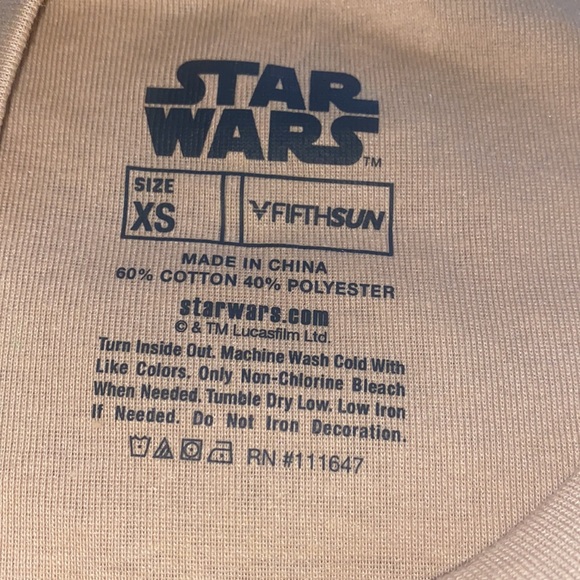 STAR
WARS™
SIZE
XS
FIFTHSUN
MADE IN CHINA
60% COTTON 40% POLYESTER
starwars.com
© & TM Lucasfilm Ltd.
Turn Inside Out. Machine Wash Cold With
Like Colors. Only Non-Chlorine Bleach
When Needed. Tumble Dry Low. Low Iron
If Needed. Do Not Iron Decoration.
RN #111647